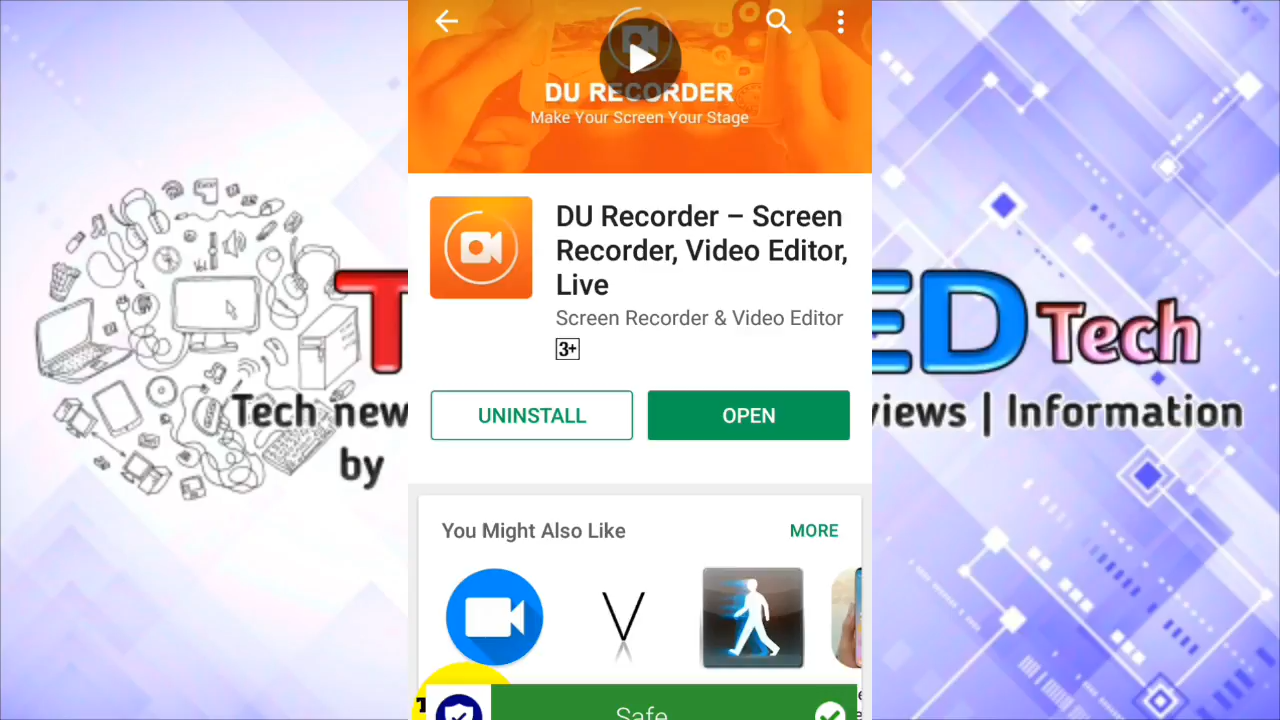 DU RECORDER
Make Your Screen Your Stage
DU Recorder – Screen
Recorder, Video Editor,
Live
Screen Recorder & Video Editor
3+
UNINSTALL
OPEN
T
ED Tech
Tech new
views | Information
by
You Might Also Like
MORE
V
Safe